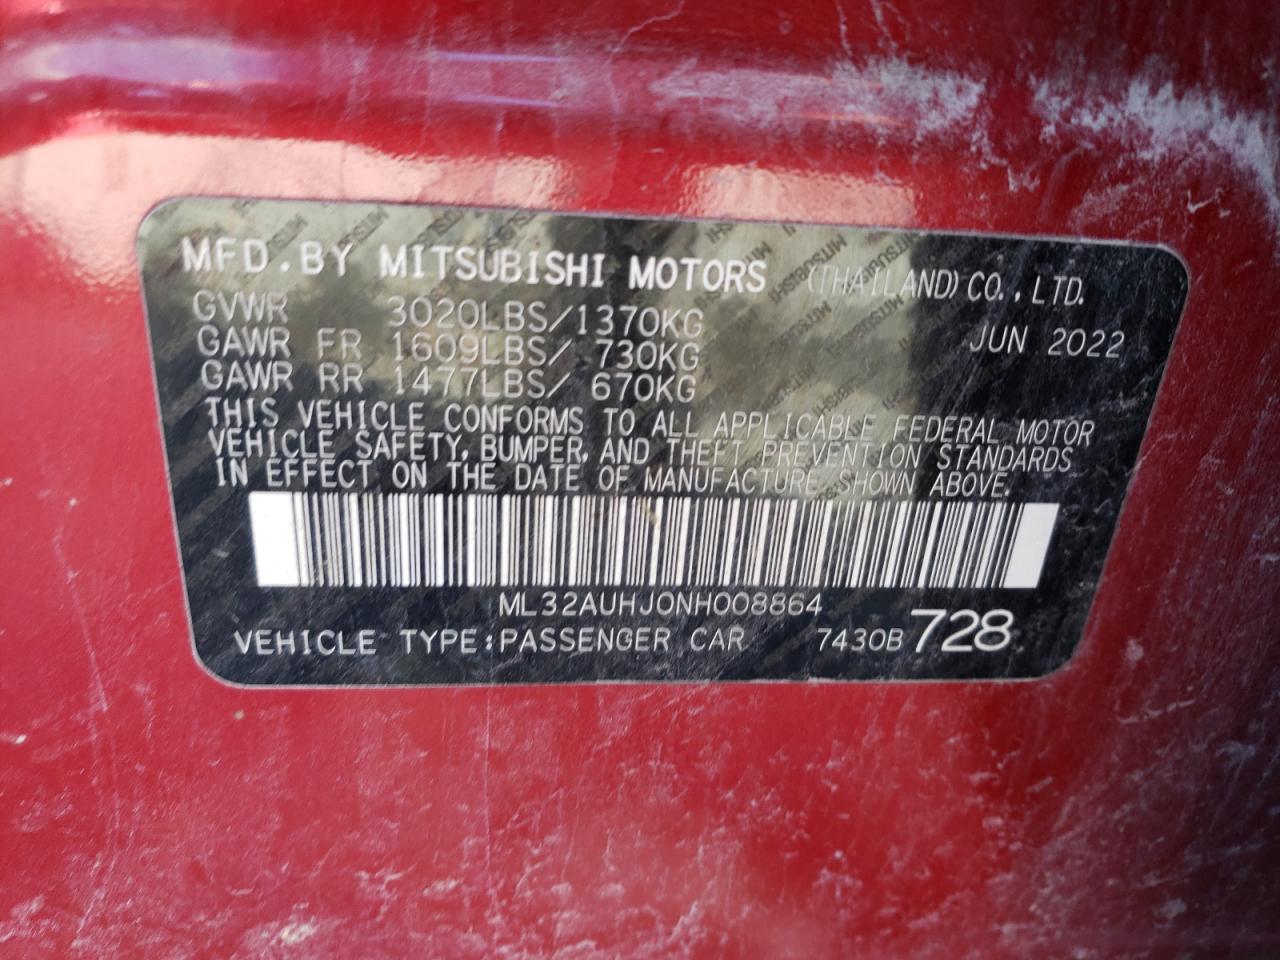 MFD.BY MITSUBISHI MOTORS (THAILAND) CO., LTD.
GVWR 3020LBS/1370KG
JUN 2022
GAWR FR 1609LBS/ 730KG
GAWR RR 1477LBS/ 670KG
THIS VEHICLE CONFORMS TO ALL APPLICABLE FEDERAL MOTOR
VEHICLE SAFETY, BUMPER, AND THEFT PREVENTION STANDARDS
IN EFFECT ON THE DATE OF MANUFACTURE SHOWN ABOVE.
ML32AUHJ0NH008864
VEHICLE TYPE:PASSENGER CAR 7430B 728